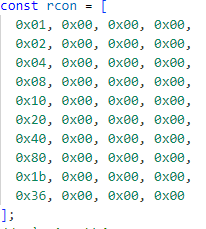 const rcon = [
0x01, 0x00, 0x00, 0x00,
0x02, 0x00, 0x00, 0x00,
0x04, 0x00, 0x00, 0x00,
0x08, 0x00, 0x00, 0x00,
0x10, 0x00, 0x00, 0x00,
0x20, 0x00, 0x00, 0x00,
0x40, 0x00, 0x00, 0x00,
0x80, 0x00, 0x00, 0x00,
0x1b, 0x00, 0x00, 0x00,
0x36, 0x00, 0x00, 0x00
];